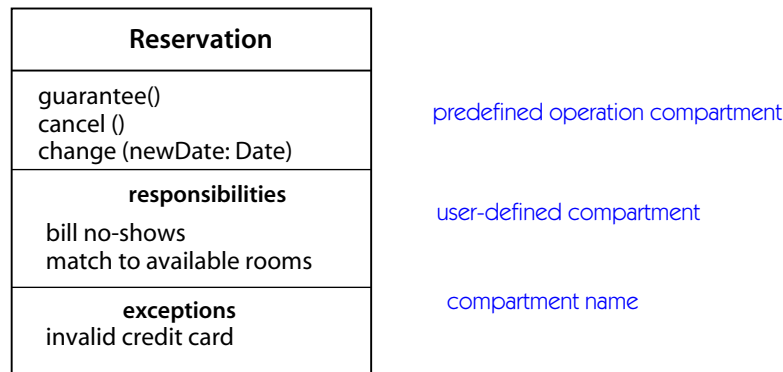 Reservation
guarantee()
cancel ()
change (newDate: Date)
predefined operation compartment
responsibilities
bill no-shows
match to available rooms
user-defined compartment
exceptions
invalid credit card
compartment name